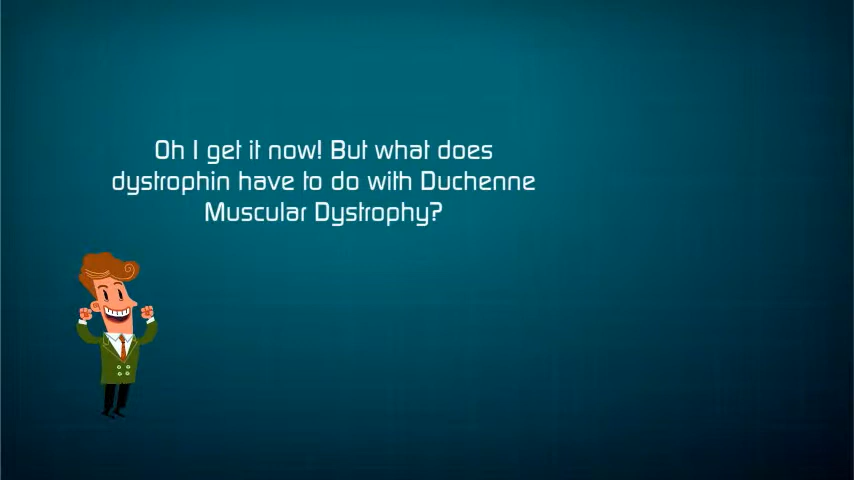 Oh I get it now! But what does
dystrophin have to do with Duchenne
Muscular Dystrophy?